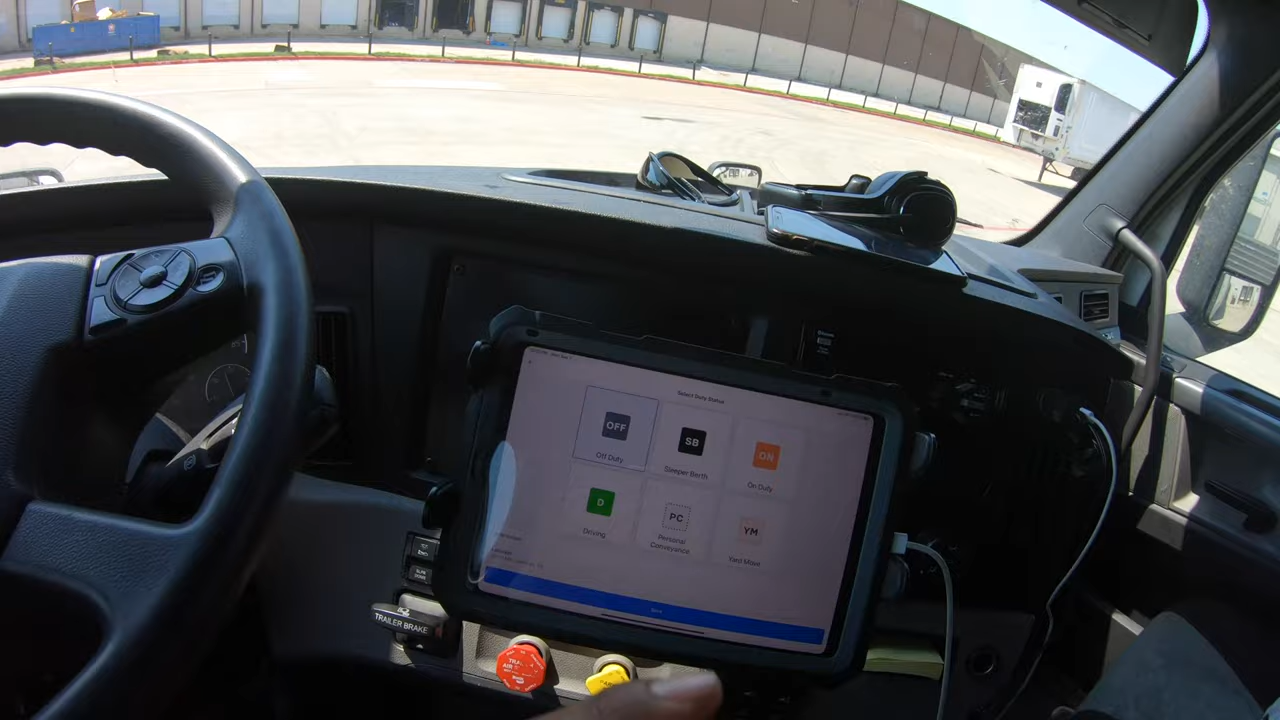 Select Duty Status
OFF
Off Duty
SB
Sleeper Berth
ON
On Duty
D
Driving
PC
Personal
Conveyance
YM
Yard Move
Save
TRAILER BRAKE